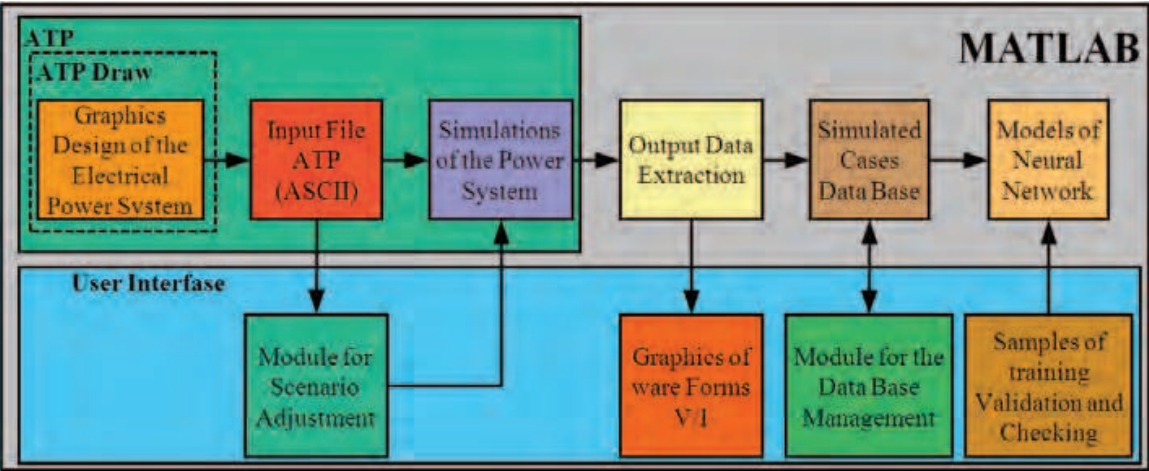 ATP
MATLAB
ATP Draw
Graphics
Design of the
Electrical
Power System
Input File
ATP
(ASCII)
Simulations
of the Power
System
Output Data
Extraction
Simulated
Cases
Data Base
Models of
Neural
Network
User Interfase
Module for
Scenario
Adjustment
Graphics of
ware Forms
V/I
Module for the
Data Base
Management
Samples of
training
Validation and
Checking